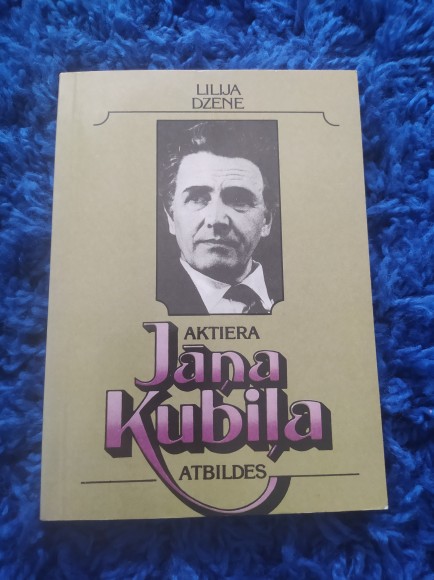 LILIJA
DZENE
AKTIERA
Jāņa
Kubiļa
ATBILDES